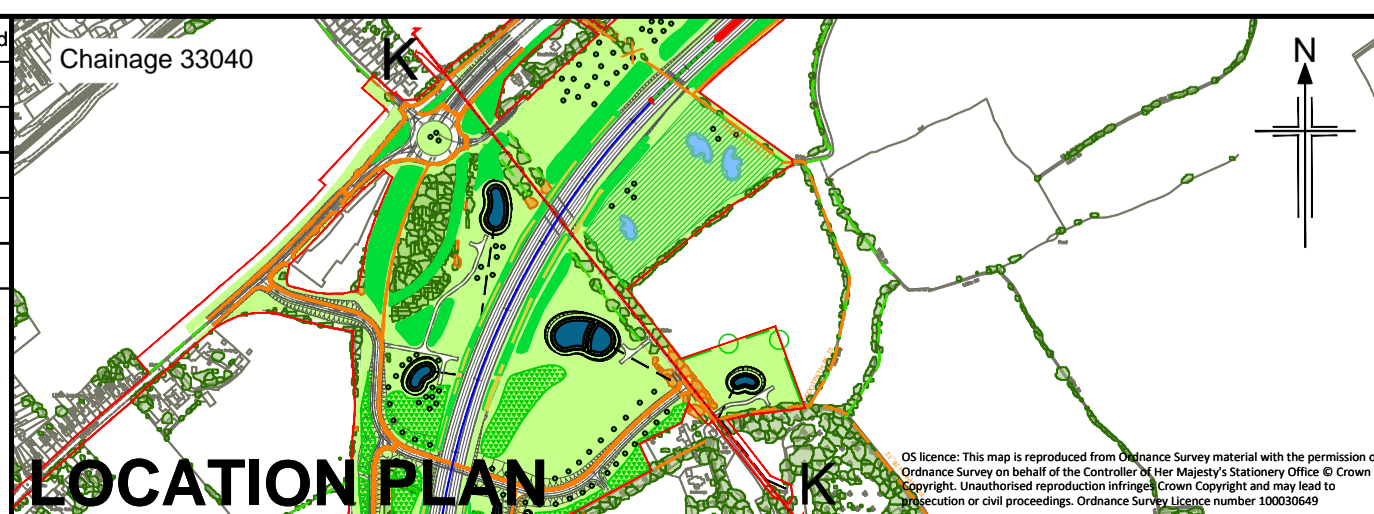 d
Chainage 33040
K
N
LOCATION PLAN
K
OS licence: This map is reproduced from Ordnance Survey material with the permission o
Ordnance Survey on behalf of the Controller of Her Majesty's Stationery Office © Crown
Copyright. Unauthorised reproduction infringes Crown Copyright and may lead to
prosecution or civil proceedings. Ordnance Survey Licence number 100030649